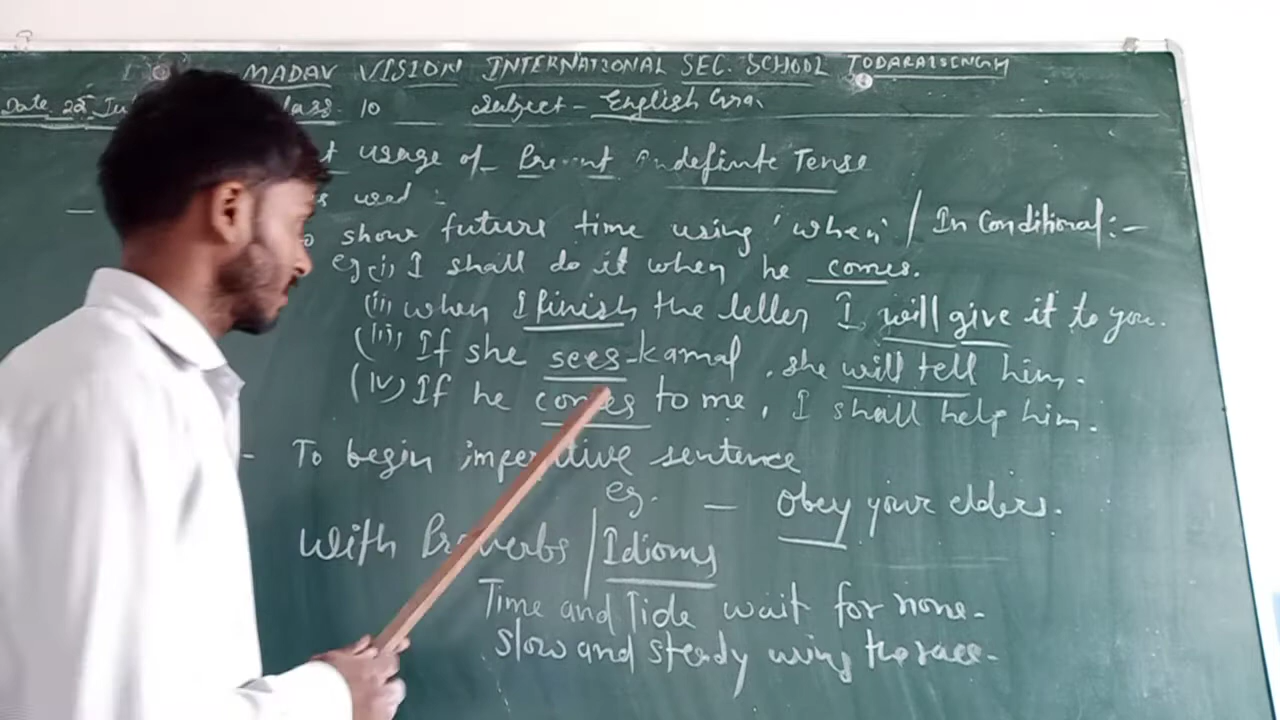 MADAV VISION INTERNATIONAL SEC. SCHOOL TODARAISINGH
Date 22 Ju Class 10 Subject - English Gra.
usage of Present Indefinite Tense
used :
To show future time using 'when' / In Conditional :-
eg (i) I shall do it when he comes.
(ii) when I finish the letter I will give it to you.
(iii) If she sees Kamal, she will tell him.
(iv) If he comes to me, I shall help him.
- To begin imperative sentence
eg. - Obey your elders.
With Proverbs / Idioms
Time and Tide wait for none.
Slow and steady wins the race.